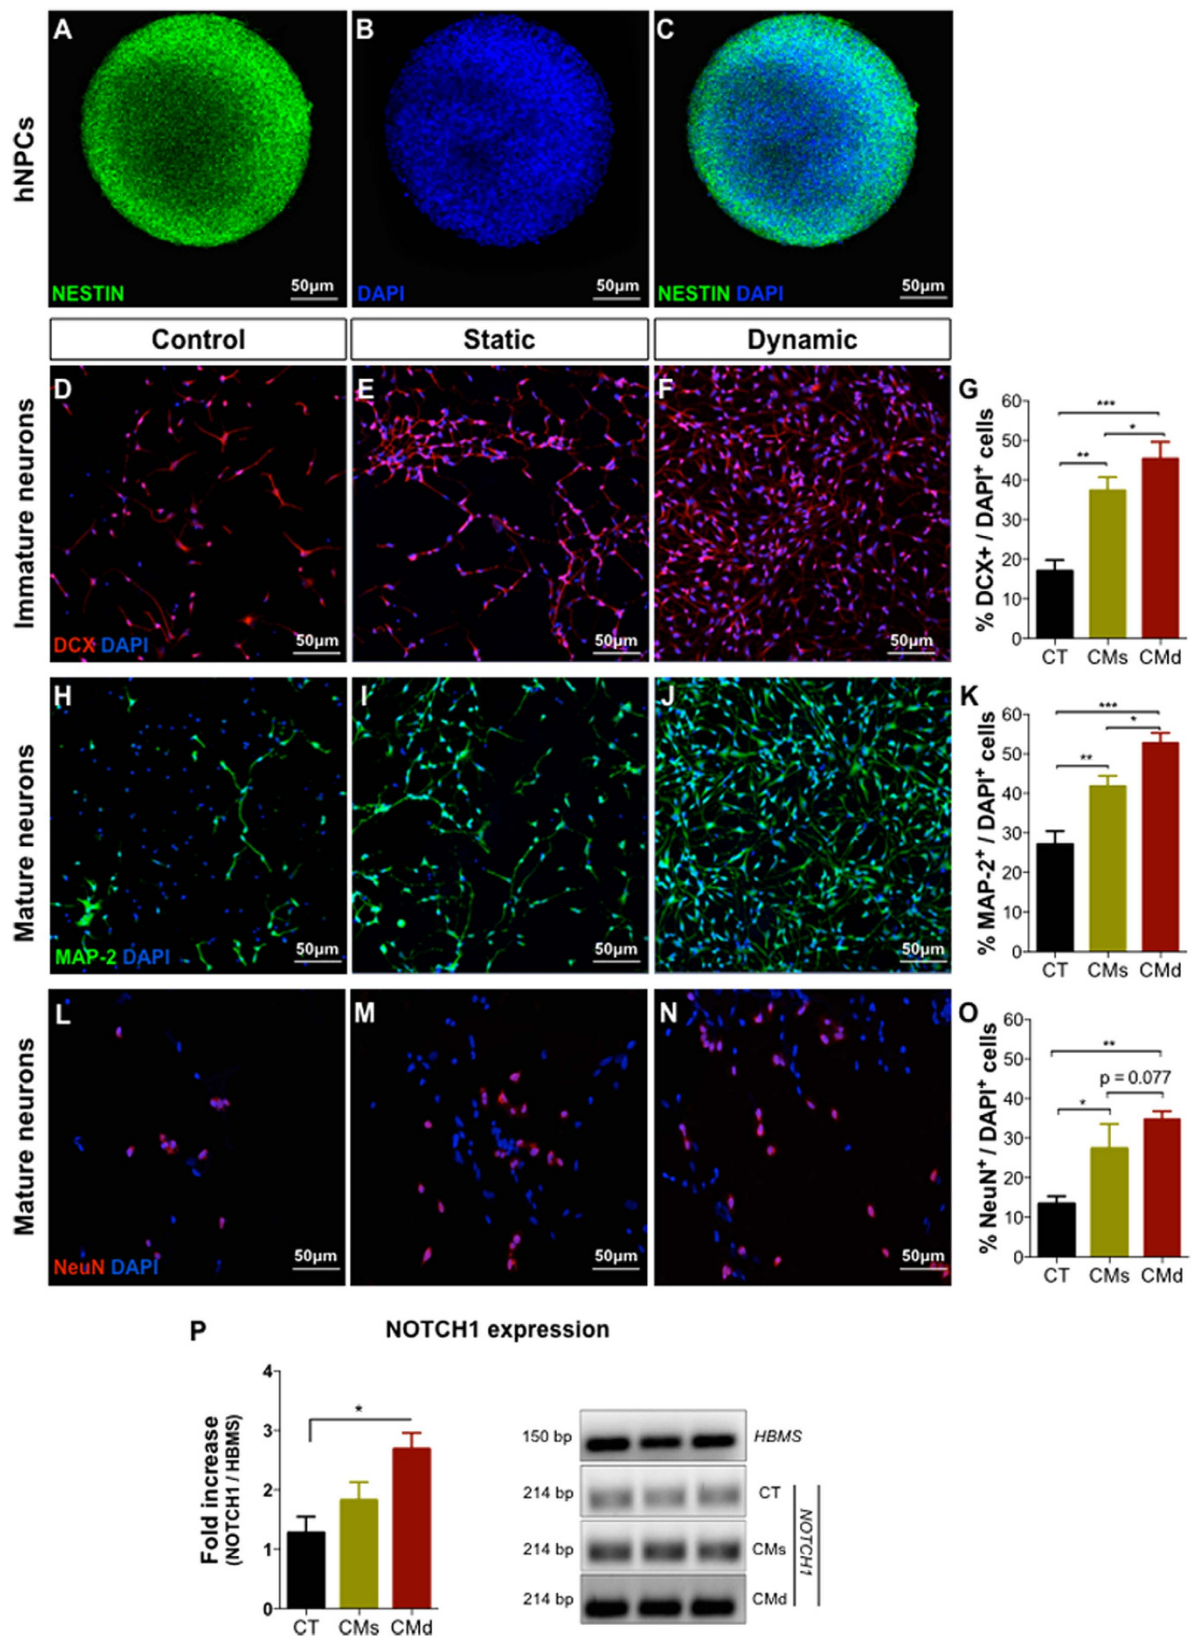 A
B
C
hNPCs
NESTIN
50μm
DAPI
50μm
NESTIN DAPI
50μm
Control
Static
Dynamic
Immature neurons
D
E
F
DCX DAPI
50μm
50μm
50μm
G
% DCX+ / DAPI⁺ cells
60
50
40
30
20
10
0
***
*
**
CT
CMs
CMd
Mature neurons
H
I
J
MAP-2 DAPI
50μm
50μm
50μm
K
% MAP-2⁺ / DAPI⁺ cells
60
50
40
30
20
10
0
***
*
**
CT
CMs
CMd
Mature neurons
L
M
N
NeuN DAPI
50μm
50μm
50μm
O
% NeuN⁺ / DAPI⁺ cells
60
50
40
30
20
10
0
**
p = 0.077
*
CT
CMs
CMd
P
NOTCH1 expression
Fold increase
(NOTCH1 / HBMS)
4
3
2
1
0
*
CT
CMs
CMd
150 bp
HBMS
214 bp
CT
214 bp
CMs
214 bp
CMd
NOTCH1